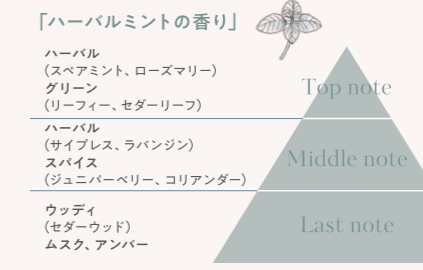 「ハーバルミントの香り」
ハーバル
（スペアミント、ローズマリー）
グリーン
（リーフィー、セダーリーフ）
Top note
ハーバル
（サイプレス、ラバンジン）
スパイス
（ジュニパーベリー、コリアンダー）
Middle note
ウッディ
（セダーウッド）
ムスク、アンバー
Last note